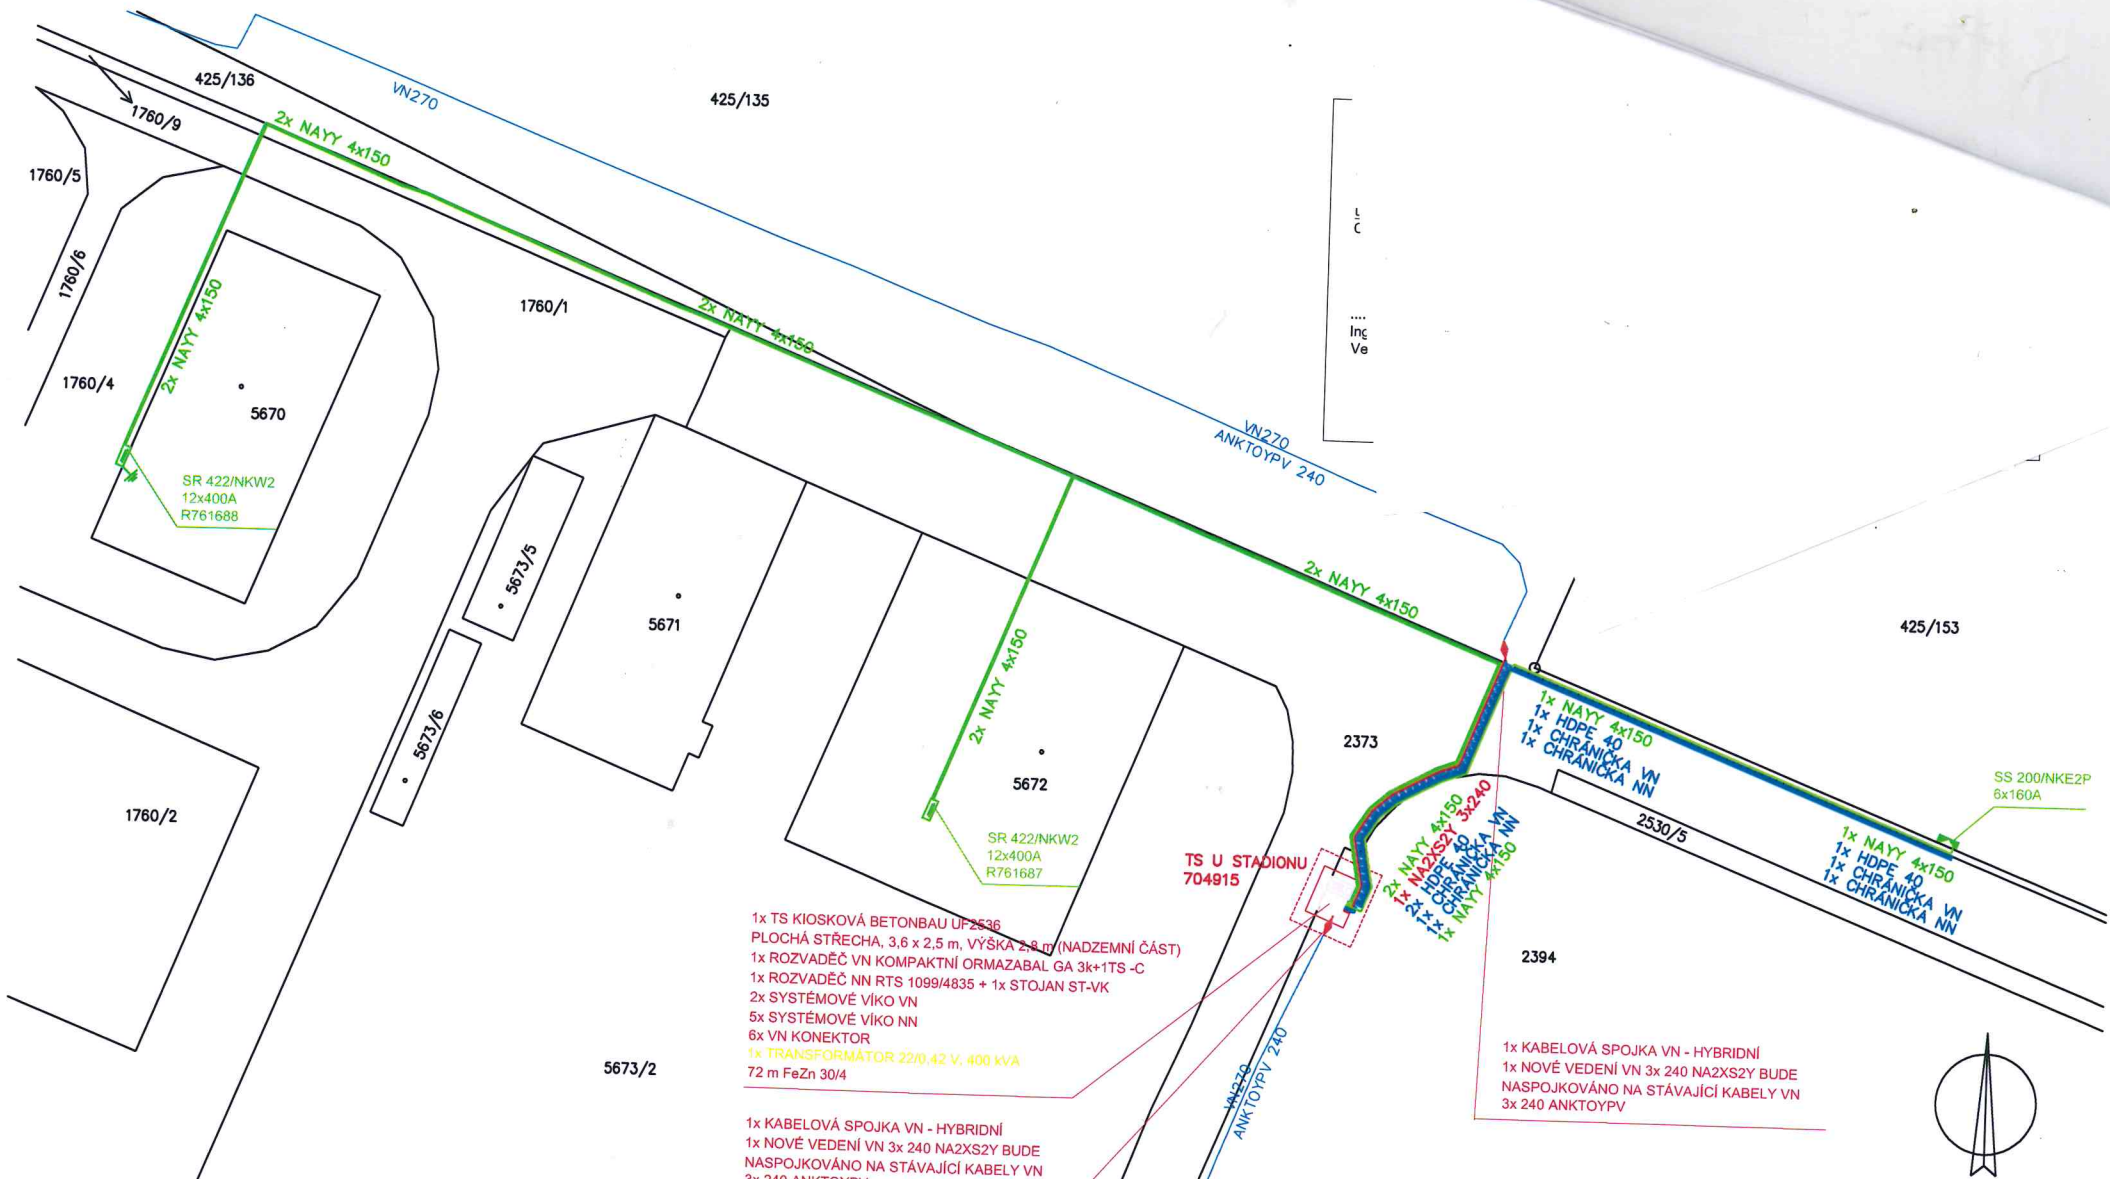 425/136
VN270
425/135
1760/9
2x NAYY 4x150
1760/5
1760/6
2x NAYY 4x150
1760/1
2x NAYY 4x150
1760/4
5670
SR 422/NKW2
12x400A
R761688
VN270
ANKTOYPV 240
5673/5
5671
5673/6
2x NAYY 4x150
2x NAYY 4x150
5672
SR 422/NKW2
12x400A
R761687
425/153
2373
1x NAYY 4x150
1x HDPE 40
1x CHRÁNIČKA VN
1x CHRÁNIČKA NN
SS 200/NKE2P
6x160A
2530/5
1x NAYY 4x150
1x HDPE 40
1x CHRÁNIČKA VN
1x CHRÁNIČKA NN
1760/2
TS U STADIONU
704915
2x NAYY 4x150
1x NA2XS2Y 3x240
2x HDPE 40
1x CHRÁNIČKA VN
1x CHRÁNIČKA NN
1x NAYY 4x150
2394
1x TS KIOSKOVÁ BETONBAU UF2536
PLOCHÁ STŘECHA, 3,6 x 2,5 m, VÝŠKA 2,8 m (NADZEMNÍ ČÁST)
1x ROZVADĚČ VN KOMPAKTNÍ ORMAZABAL GA 3k+1TS -C
1x ROZVADĚČ NN RTS 1099/4835 + 1x STOJAN ST-VK
2x SYSTÉMOVÉ VÍKO VN
5x SYSTÉMOVÉ VÍKO NN
6x VN KONEKTOR
1x TRANSFORMÁTOR 22/0,42 V, 400 kVA
72 m FeZn 30/4
5673/2
VN270
ANKTOYPV 240
1x KABELOVÁ SPOJKA VN - HYBRIDNÍ
1x NOVÉ VEDENÍ VN 3x 240 NA2XS2Y BUDE
NASPOJKOVÁNO NA STÁVAJÍCÍ KABELY VN
3x 240 ANKTOYPV
1x KABELOVÁ SPOJKA VN - HYBRIDNÍ
1x NOVÉ VEDENÍ VN 3x 240 NA2XS2Y BUDE
NASPOJKOVÁNO NA STÁVAJÍCÍ KABELY VN